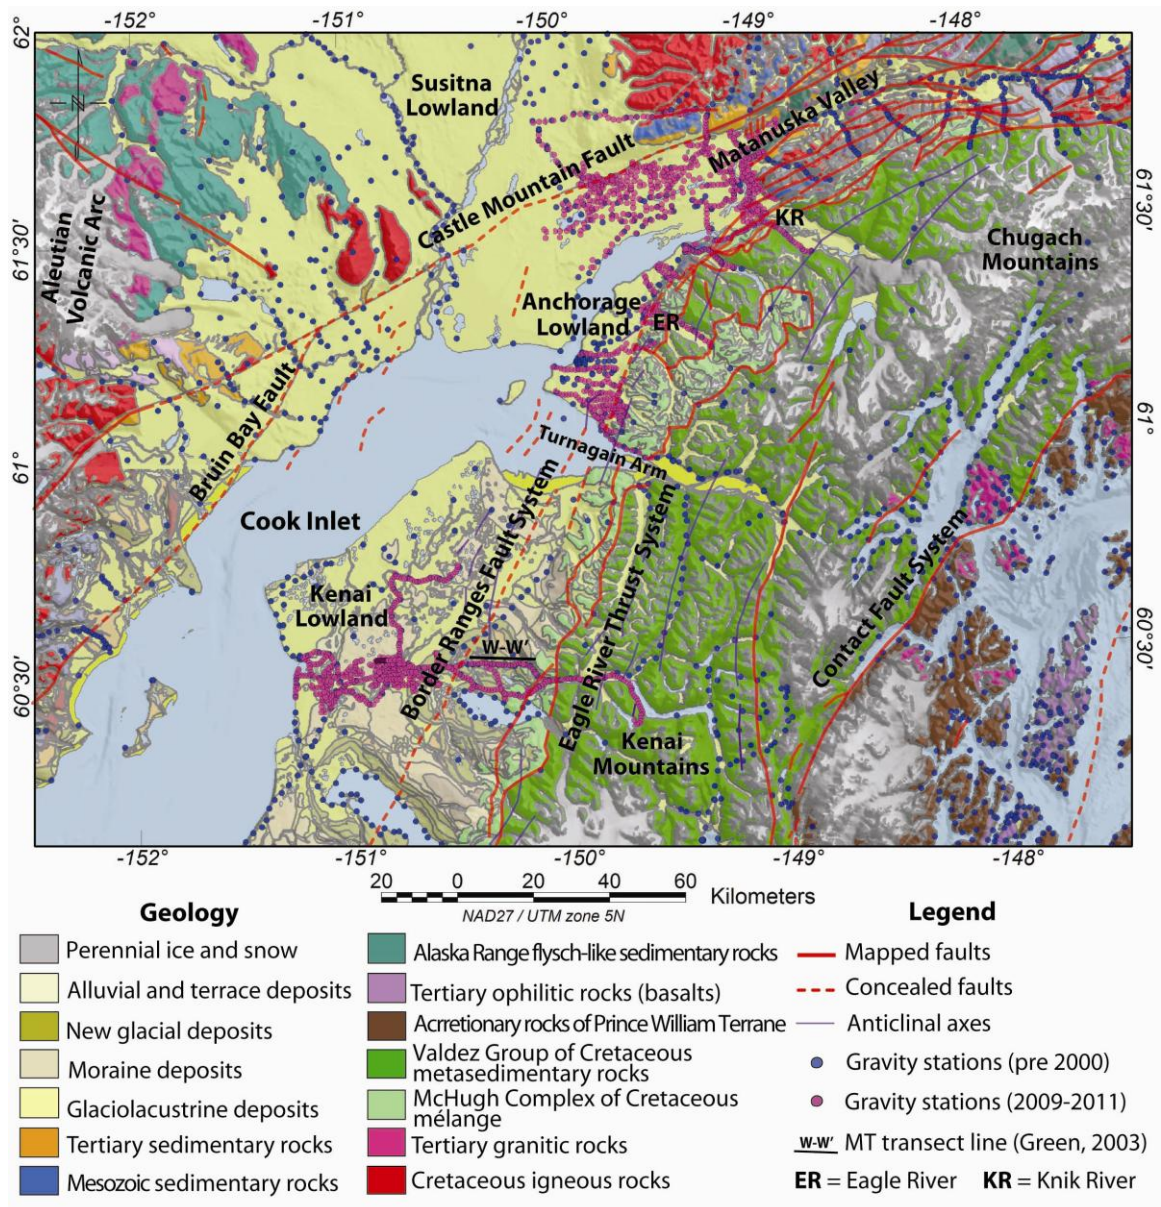 -152°
-151°
-150°
-149°
-148°
62°
Susitna
Lowland
Castle Mountain Fault
Matanuska Valley
61°30'
61°30'
Aleutian
Volcanic Arc
KR
Chugach
Mountains
Anchorage
Lowland
ER
Bruin Bay Fault
Turnagain Arm
61°
61°
Cook Inlet
Kenai
Lowland
Border Ranges Fault System
W-W'
Eagle River Thrust System
Contact Fault System
60°30'
60°30'
Kenai
Mountains
-152°
-151°
-150°
-149°
-148°
20 0 20 40 60
Kilometers
NAD27 / UTM zone 5N
Geology
Perennial ice and snow
Alluvial and terrace deposits
New glacial deposits
Moraine deposits
Glaciolacustrine deposits
Tertiary sedimentary rocks
Mesozoic sedimentary rocks
Alaska Range flysch-like sedimentary rocks
Tertiary ophilitic rocks (basalts)
Acrretionary rocks of Prince William Terrane
Valdez Group of Cretaceous
metasedimentary rocks
McHugh Complex of Cretaceous
mélange
Tertiary granitic rocks
Cretaceous igneous rocks
Legend
Mapped faults
Concealed faults
Anticlinal axes
Gravity stations (pre 2000)
Gravity stations (2009-2011)
W-W' MT transect line (Green, 2003)
ER = Eagle River KR = Knik River